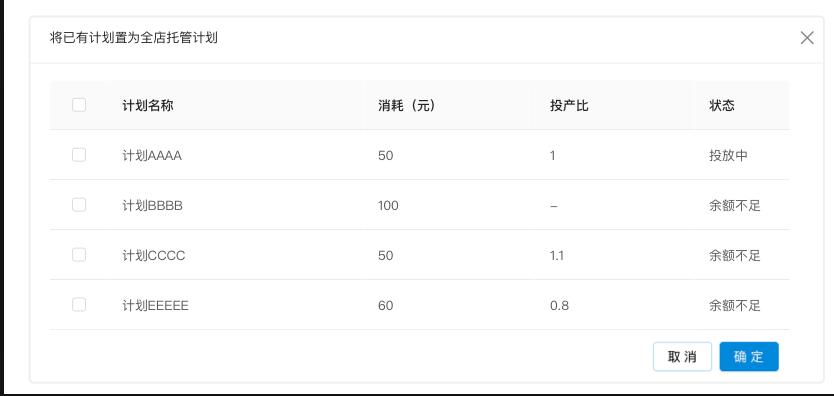 将已有计划置为全店托管计划
计划名称 消耗（元） 投产比 状态
计划AAAA 50 1 投放中
计划BBBB 100 – 余额不足
计划CCCC 50 1.1 余额不足
计划EEEEE 60 0.8 余额不足
取消 确定